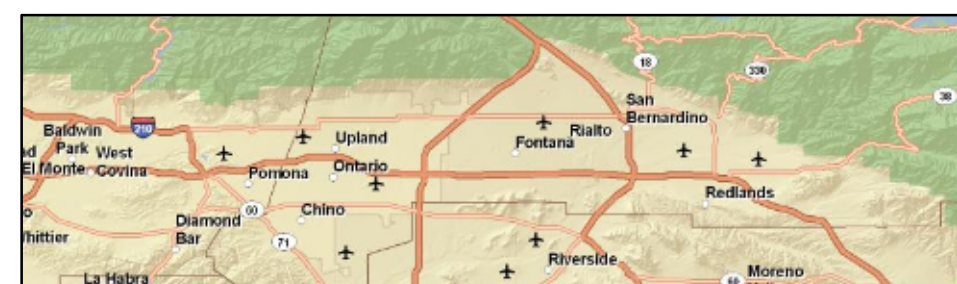 18
330
38
San
Bernardino
Baldwin
Park
210
Upland
Rialto
Fontana
West
Covina
El Monte
Pomona
Ontario
Redlands
60
Chino
Diamond
Bar
71
Riverside
La Habra
60
Moreno